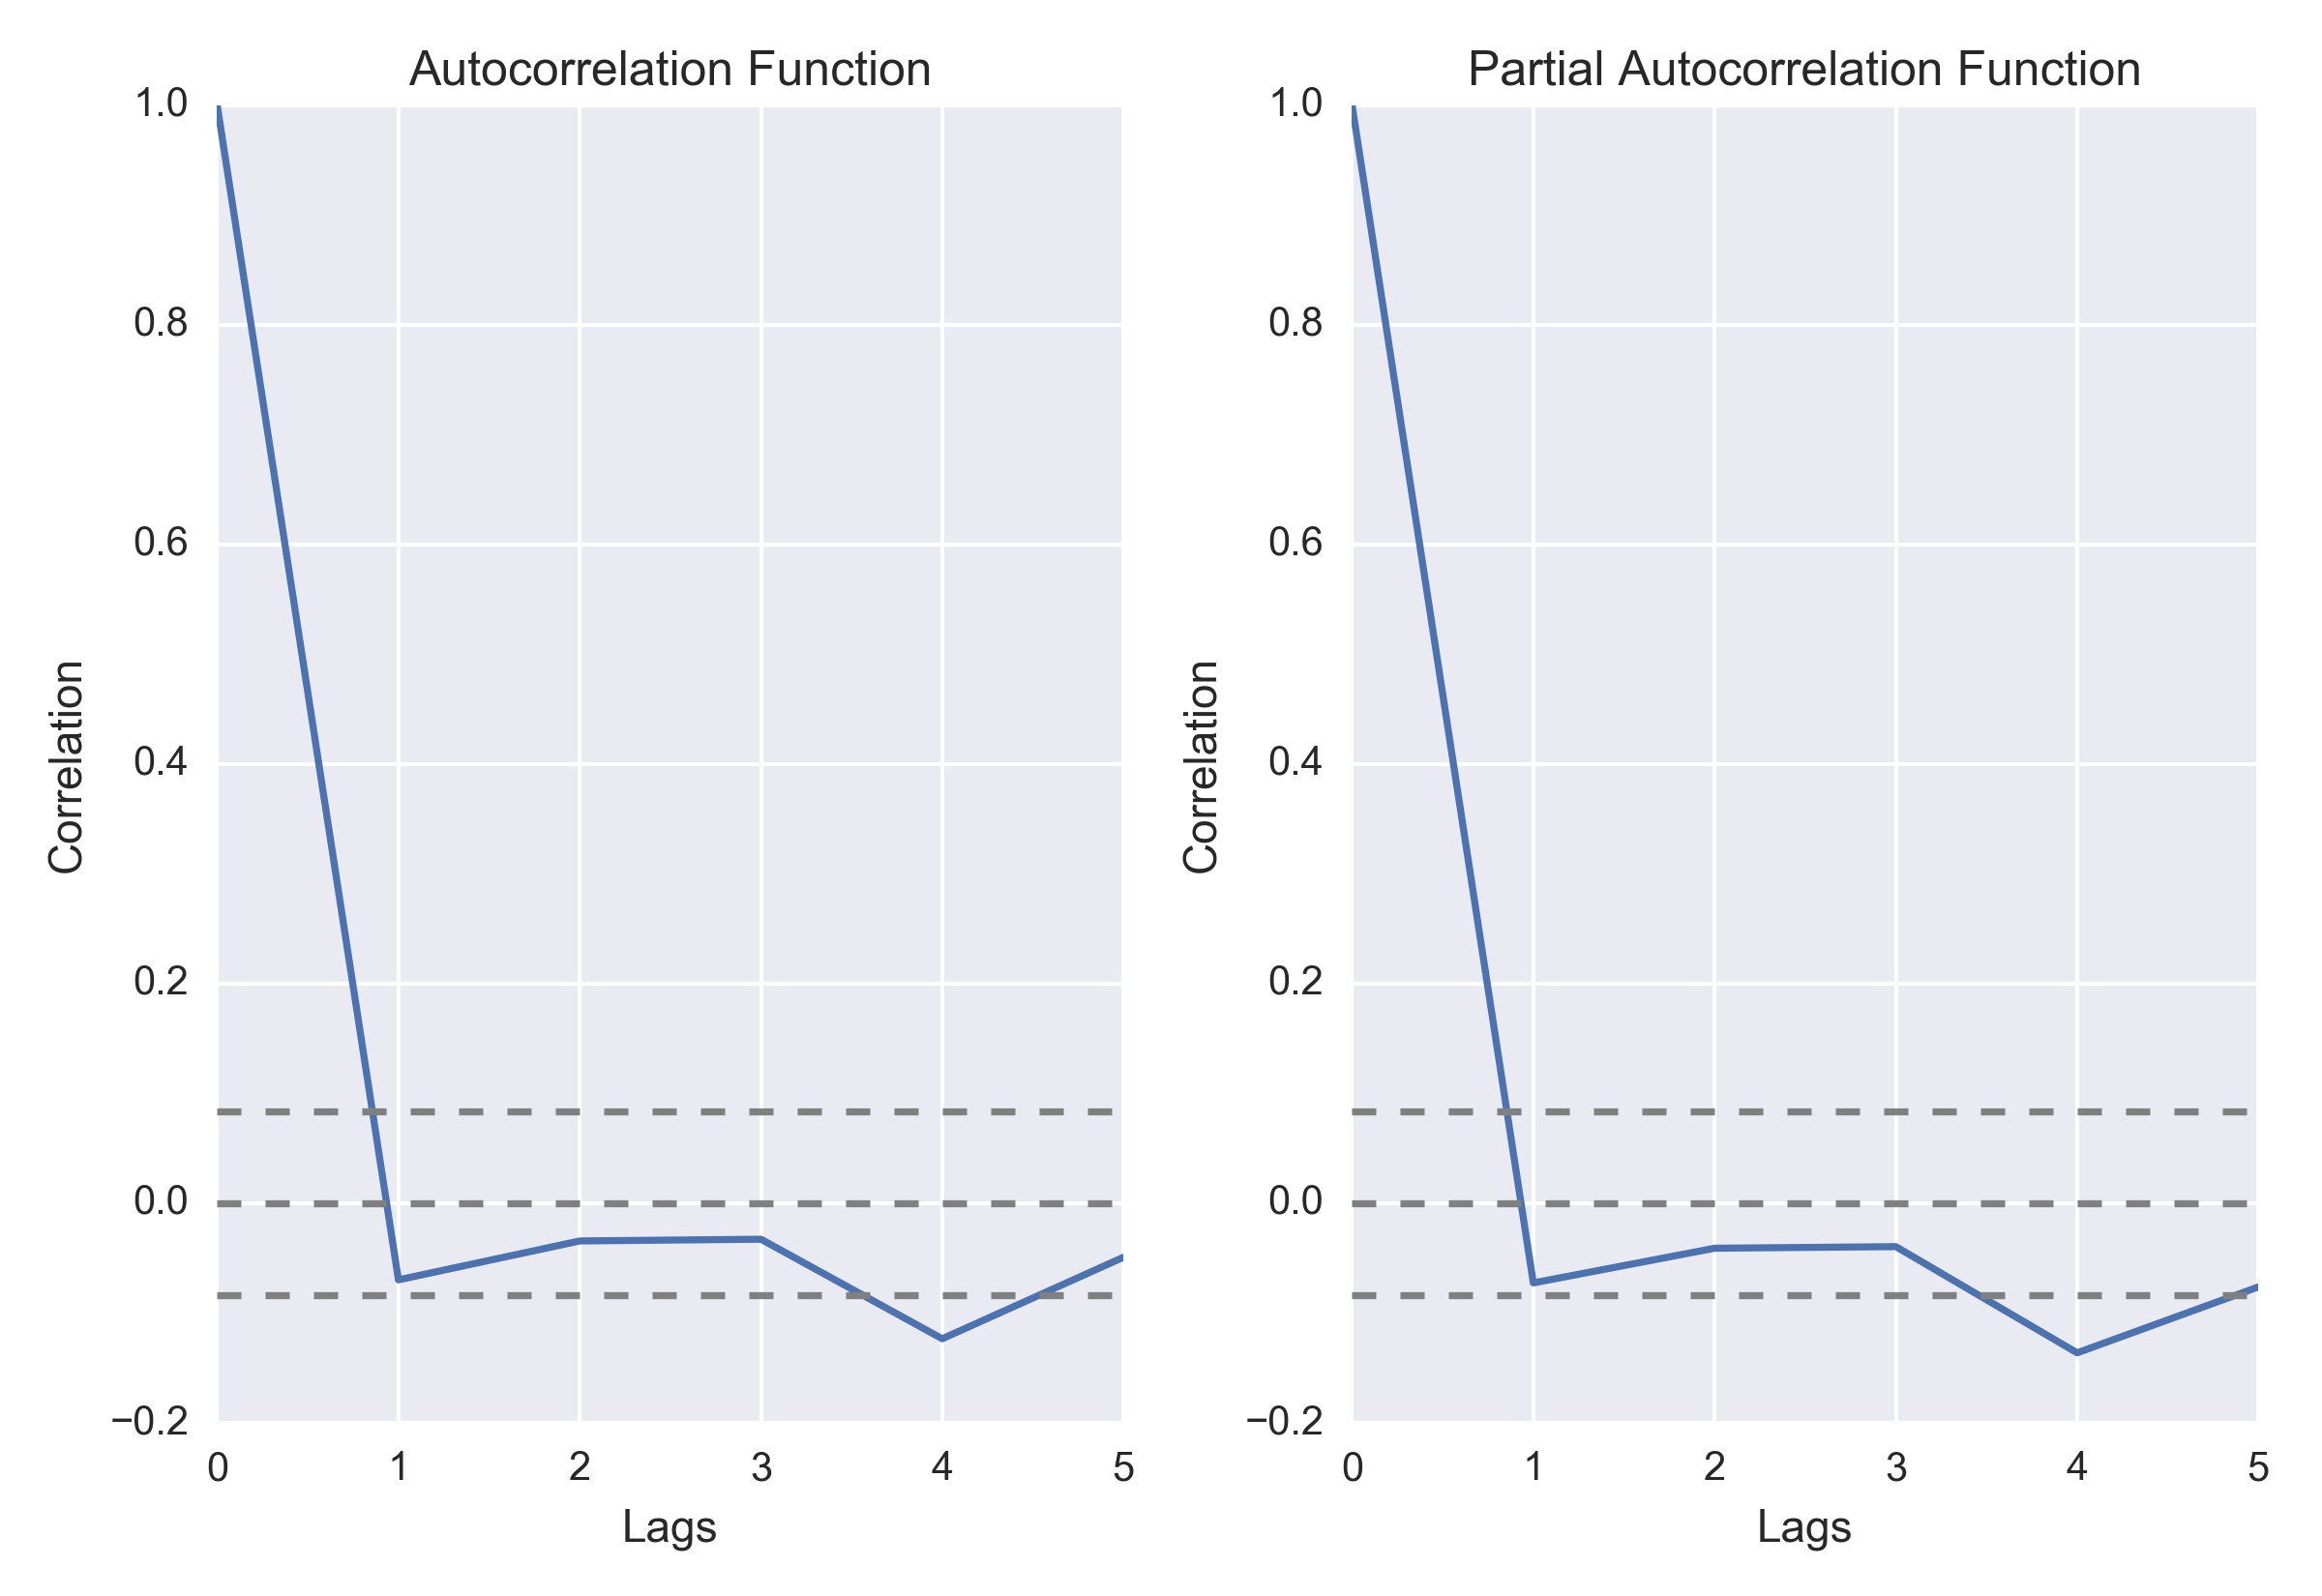 Autocorrelation Function
1.0
0.8
0.6
0.4
0.2
0.0
−0.2
Correlation
0 1 2 3 4 5
Lags
Partial Autocorrelation Function
1.0
0.8
0.6
0.4
0.2
0.0
−0.2
Correlation
0 1 2 3 4 5
Lags